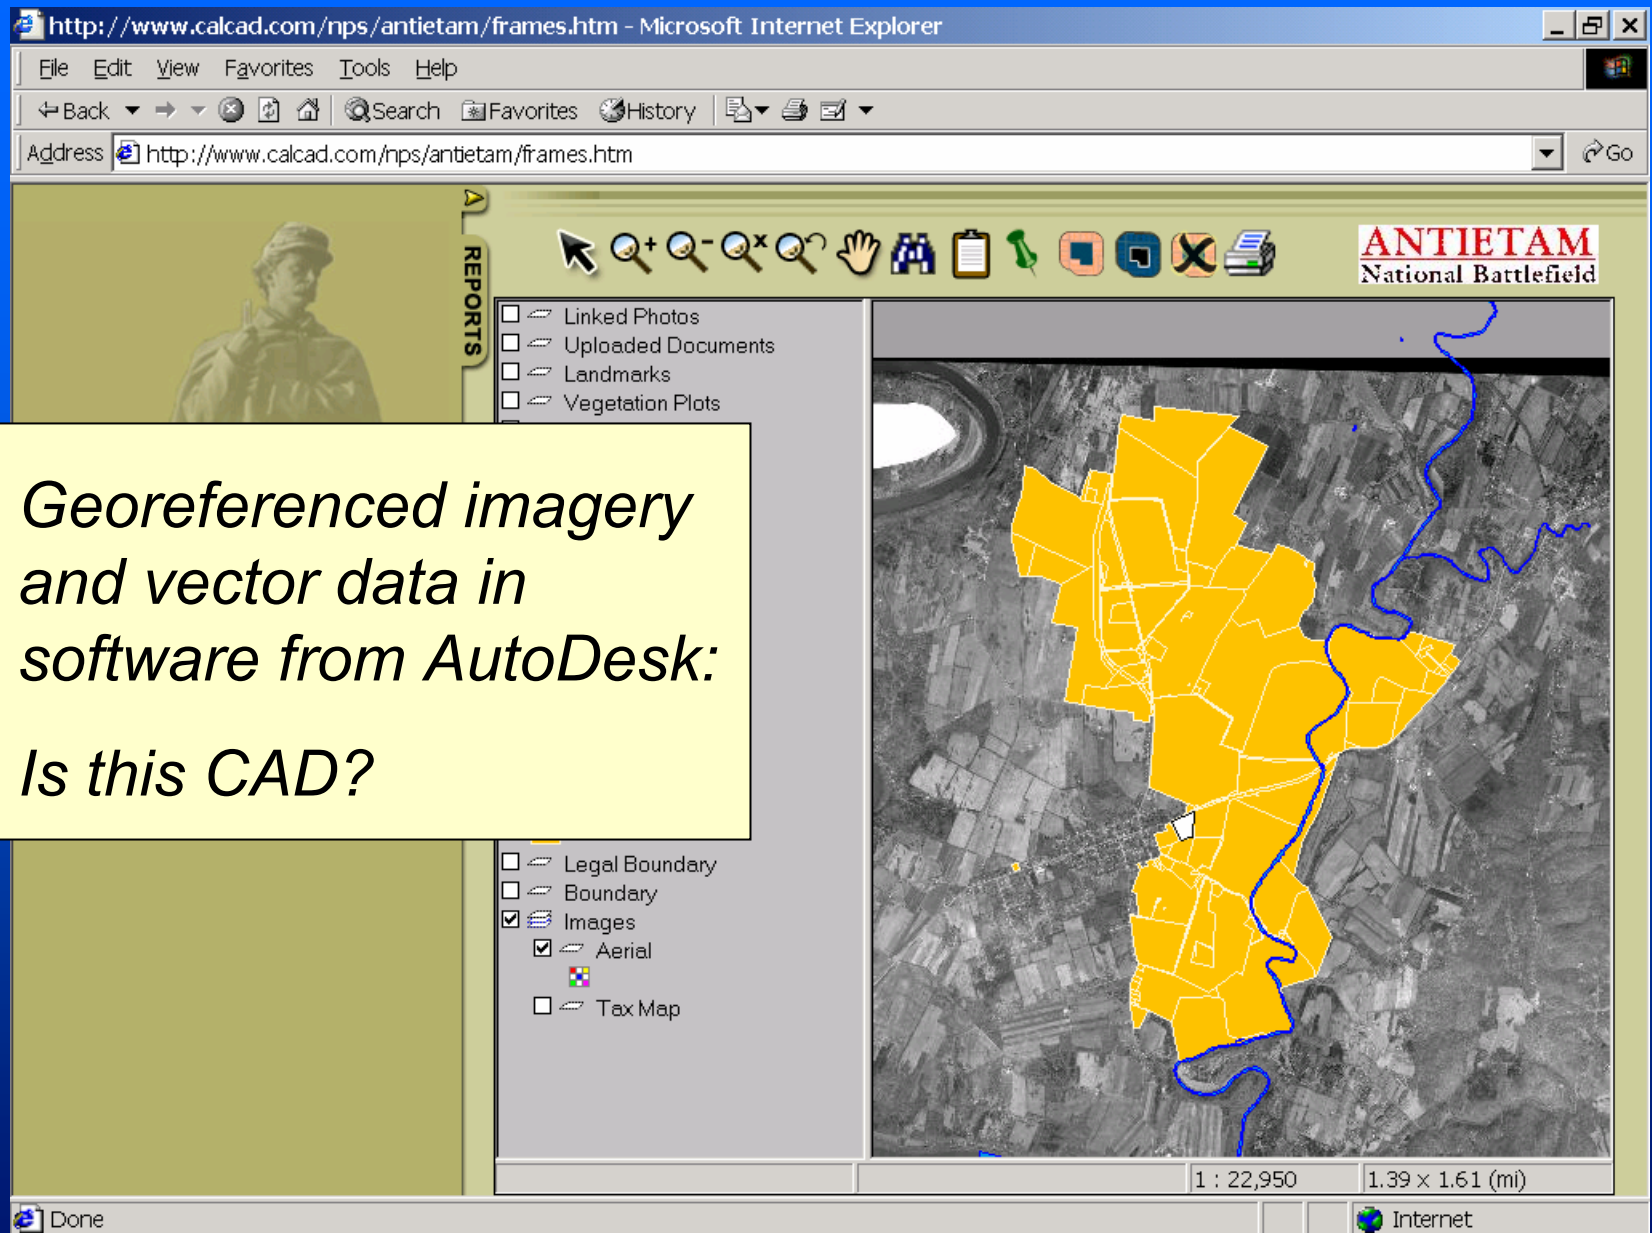 http://www.calcad.com/nps/antietam/frames.htm - Microsoft Internet Explorer
File Edit View Favorites Tools Help
Back Search Favorites History
Address http://www.calcad.com/nps/antietam/frames.htm Go
REPORTS
ANTIETAM
National Battlefield
Linked Photos
Uploaded Documents
Landmarks
Vegetation Plots
Georeferenced imagery
and vector data in
software from AutoDesk:
Is this CAD?
Legal Boundary
Boundary
Images
Aerial
Tax Map
1 : 22,950 1.39 × 1.61 (mi)
Done Internet